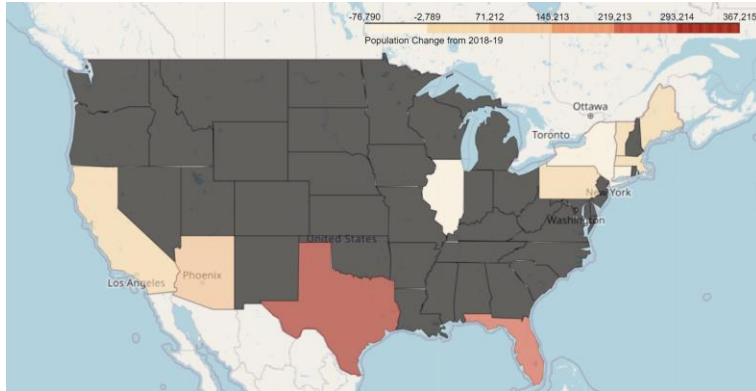 -76,790 -2,789 71,212 145,213 219,213 293,214 367,215
Population Change from 2018-19
Ottawa
Toronto
New York
Washington
United States
Phoenix
Los Angeles